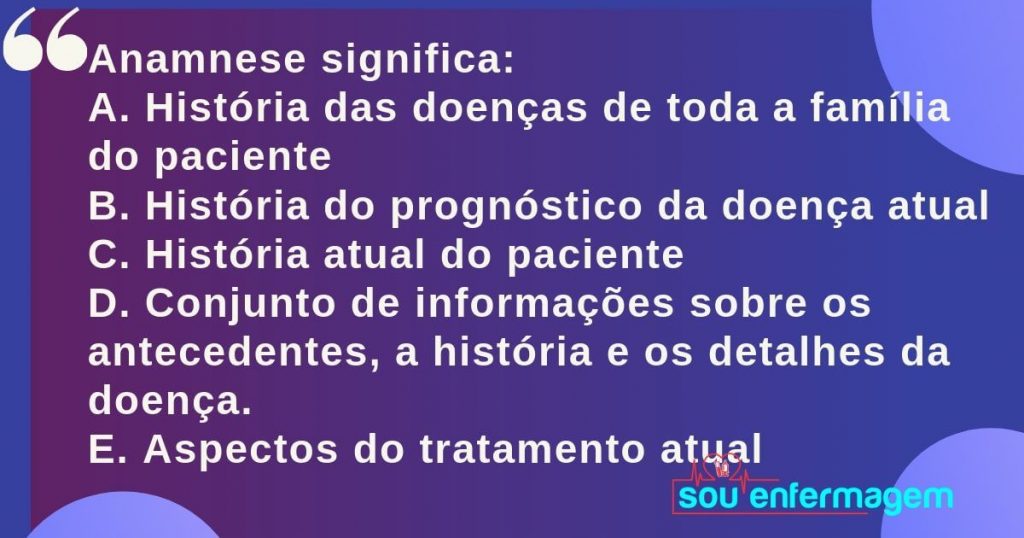 Anamnese significa:
A. História das doenças de toda a família
do paciente
B. História do prognóstico da doença atual
C. História atual do paciente
D. Conjunto de informações sobre os
antecedentes, a história e os detalhes da
doença.
E. Aspectos do tratamento atual
sou enfermagem